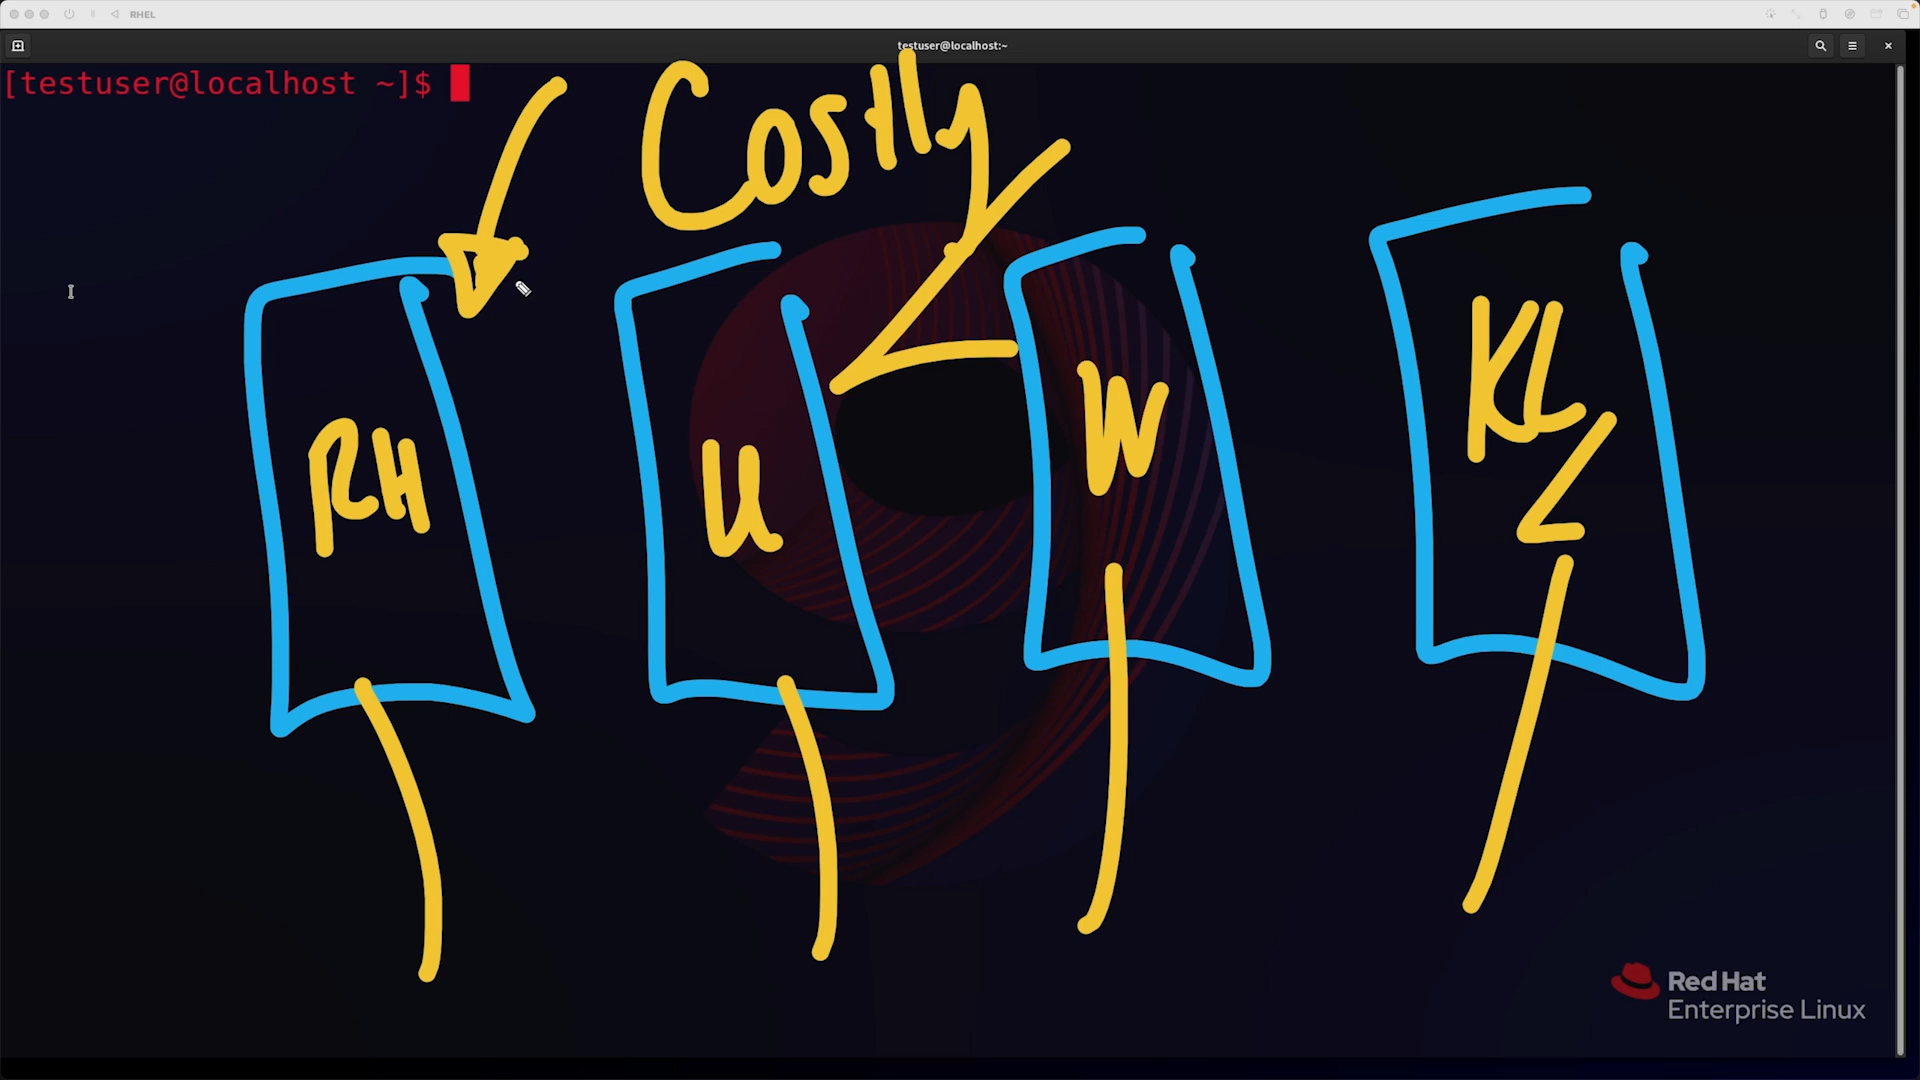 RHEL
testuser@localhost:~
[testuser@localhost ~]$
Costly
RH
U
W
KL
Red Hat
Enterprise Linux